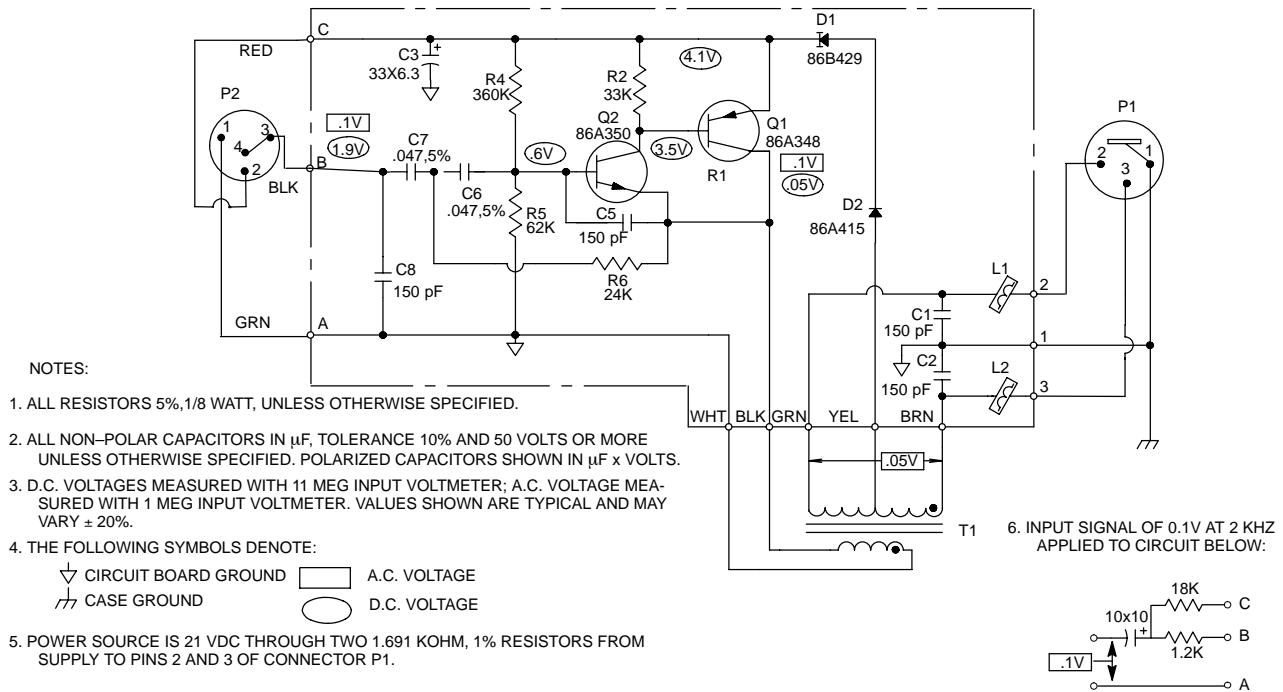 C
D1
RED
C3
+
33X6.3
R4
360K
R2
33K
4.1V
86B429
P2
P1
1
3
4
2
.1V
1.9V
C7
.047,5%
Q2
86A350
.6V
3.5V
Q1
86A348
R1
.1V
.05V
2
1
3
B
BLK
C6
.047,5%
R5
62K
C5
150 pF
D2
86A415
C8
150 pF
R6
24K
L1
2
GRN
A
C1
150 pF
1
C2
150 pF
L2
3
WHT
BLK
GRN
YEL
BRN
.05V
T1
NOTES:
1. ALL RESISTORS 5%,1/8 WATT, UNLESS OTHERWISE SPECIFIED.
2. ALL NON–POLAR CAPACITORS IN µF, TOLERANCE 10% AND 50 VOLTS OR MORE
UNLESS OTHERWISE SPECIFIED. POLARIZED CAPACITORS SHOWN IN µF x VOLTS.
3. D.C. VOLTAGES MEASURED WITH 11 MEG INPUT VOLTMETER; A.C. VOLTAGE MEA-
SURED WITH 1 MEG INPUT VOLTMETER. VALUES SHOWN ARE TYPICAL AND MAY
VARY ± 20%.
4. THE FOLLOWING SYMBOLS DENOTE:
CIRCUIT BOARD GROUND
A.C. VOLTAGE
CASE GROUND
D.C. VOLTAGE
5. POWER SOURCE IS 21 VDC THROUGH TWO 1.691 KOHM, 1% RESISTORS FROM
SUPPLY TO PINS 2 AND 3 OF CONNECTOR P1.
6. INPUT SIGNAL OF 0.1V AT 2 KHZ
APPLIED TO CIRCUIT BELOW:
18K
C
10x10
+
B
1.2K
.1V
A